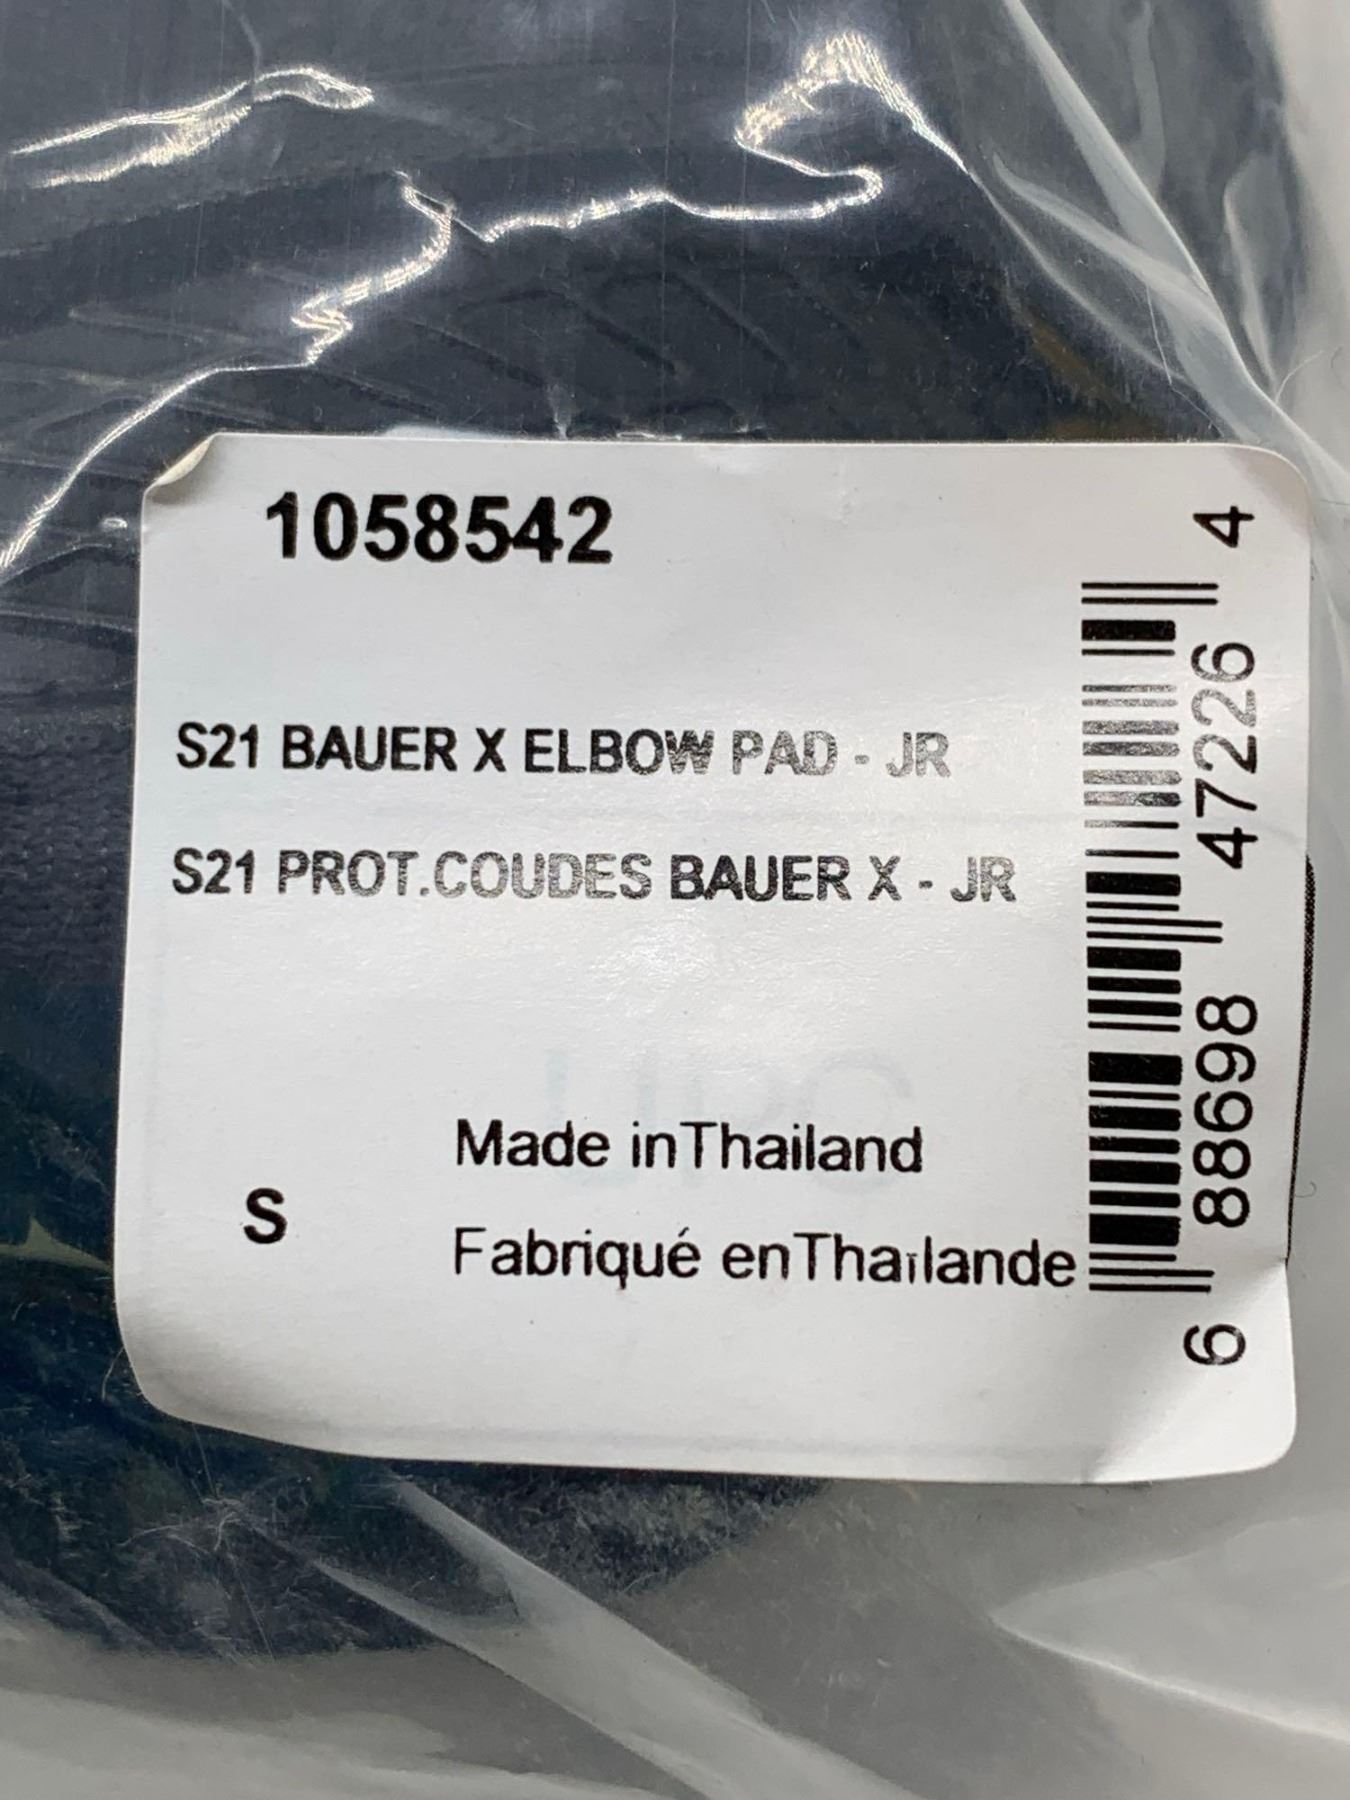 1058542
S21 BAUER X ELBOW PAD - JR
S21 PROT.COUDES BAUER X - JR
Made inThailand
S
Fabriqué enThaïlande
6 88698 47226 4